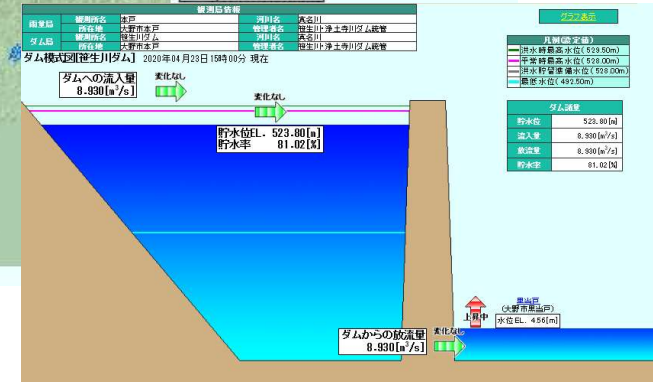 観測局情報
雨量局 観測所名 本戸 河川名 真名川
所在地 大野市本戸 管理者名 笹生川・浄土寺川ダム統管
ダム局 観測所名 笹生川ダム 河川名 真名川
所在地 大野市本戸 管理者名 笹生川・浄土寺川ダム統管
ダム模式図[笹生川ダム] 2020年04月23日15時00分 現在
グラフ表示
凡例(設定値)
洪水時最高水位(529.50m)
平常時最高水位(528.00m)
洪水貯留準備水位(528.00m)
最低水位(492.50m)
ダムへの流入量 変化なし
8.930[m³/s]
変化なし
貯水位EL. 523.80[m]
貯水率 81.02[%]
ダム諸量
貯水位 523.80[m]
流入量 8.930[m³/s]
放流量 8.930[m³/s]
貯水率 81.02[%]
黒当戸
(大野市黒当戸)
上昇中 水位EL. 456[m]
ダムからの放流量 変化なし
8.930[m³/s]